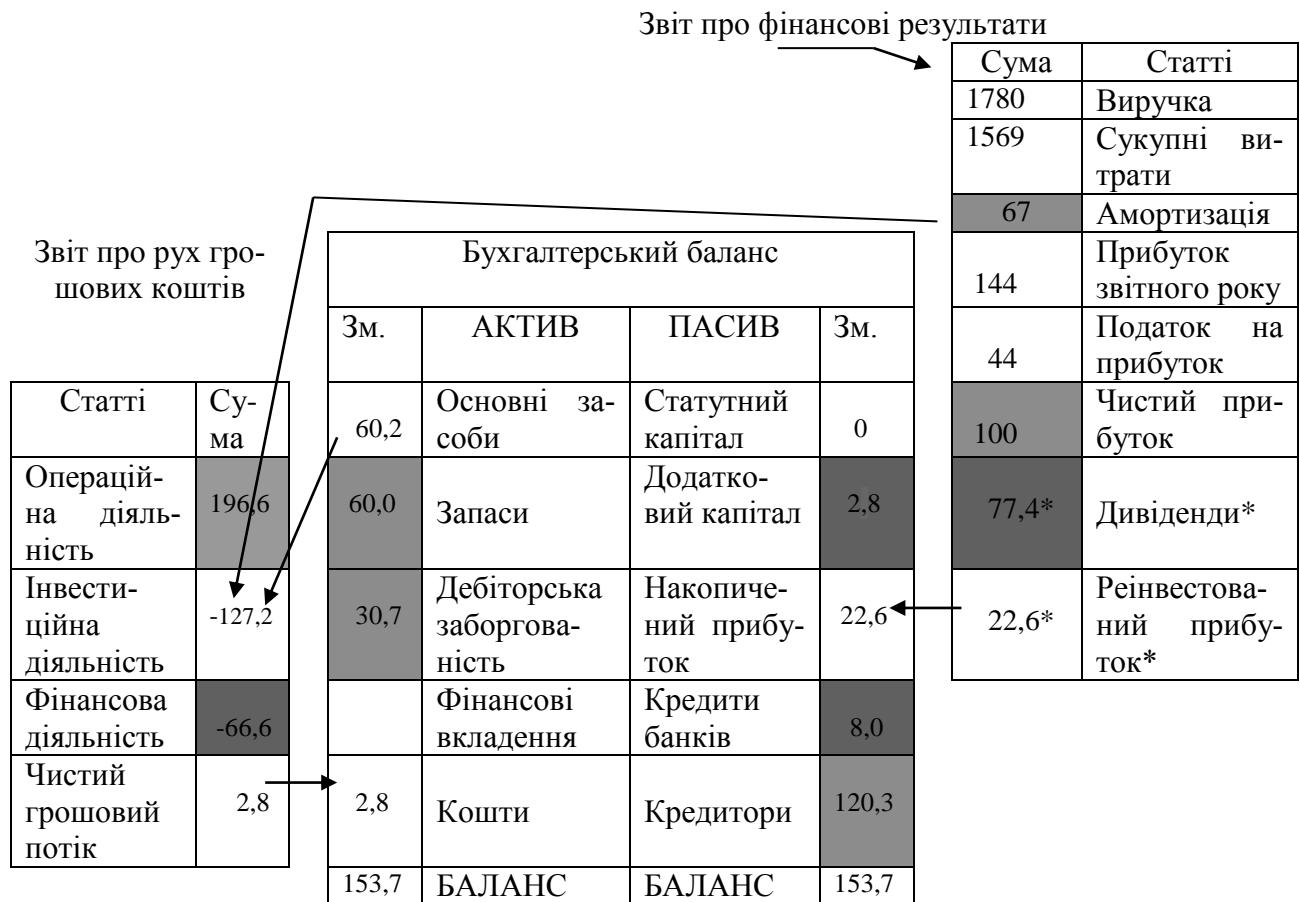 Звіт про фінансові результати
Сума Статті
1780 Виручка
1569 Сукупні ви-
трати
67 Амортизація
Прибуток
144 звітного року
Податок на
44 прибуток
Чистий при-
100 буток
77,4* Дивіденди*
Реінвестова-
22,6* ний прибу-
ток*
Звіт про рух гро-
шових коштів
Статті Су-
ма
Операцій-
на діяль- 196,6
ність
Інвести-
ційна -127,2
діяльність
Фінансова
діяльність -66,6
Чистий
грошовий 2,8
потік
Бухгалтерський баланс
Зм. АКТИВ ПАСИВ Зм.
Основні за- Статутний
60,2 соби капітал 0
Додатко-
60,0 Запаси вий капітал 2,8
Дебіторська Накопиче-
30,7 заборгова- ний прибу- 22,6
ність ток
Фінансові Кредити
вкладення банків 8,0
2,8 Кошти Кредитори 120,3
153,7 БАЛАНС БАЛАНС 153,7